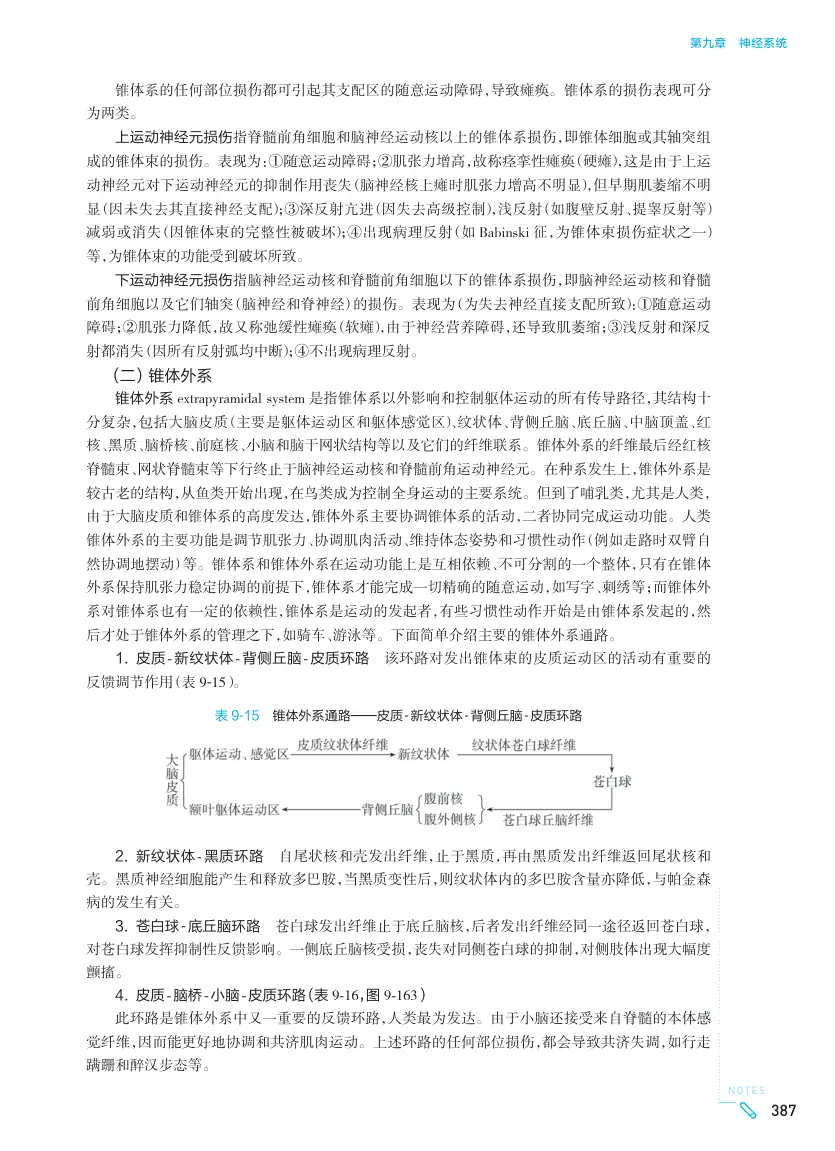 第九章 神经系统
锥体系的任何部位损伤都可引起其支配区的随意运动障碍,导致瘫痪。锥体系的损伤表现可分
为两类。
上运动神经元损伤指脊髓前角细胞和脑神经运动核以上的锥体系损伤,即锥体细胞或其轴突组
成的锥体束的损伤。表现为:①随意运动障碍;②肌张力增高,故称痉挛性瘫痪(硬瘫),这是由于上运
动神经元对下运动神经元的抑制作用丧失(脑神经核上瘫时肌张力增高不明显),但早期肌萎缩不明
显(因未失去其直接神经支配);③深反射亢进(因失去高级控制),浅反射(如腹壁反射、提睾反射等)
减弱或消失(因锥体束的完整性被破坏);④出现病理反射(如 Babinski 征,为锥体束损伤症状之一)
等,为锥体束的功能受到破坏所致。
下运动神经元损伤指脑神经运动核和脊髓前角细胞以下的锥体系损伤,即脑神经运动核和脊髓
前角细胞以及它们轴突(脑神经和脊神经)的损伤。表现为(为失去神经直接支配所致):①随意运动
障碍;②肌张力降低,故又称弛缓性瘫痪(软瘫),由于神经营养障碍,还导致肌萎缩;③浅反射和深反
射都消失(因所有反射弧均中断);④不出现病理反射。
(二)锥体外系
锥体外系 extrapyramidal system 是指锥体系以外影响和控制躯体运动的所有传导路径,其结构十
分复杂,包括大脑皮质(主要是躯体运动区和躯体感觉区)、纹状体、背侧丘脑、底丘脑、中脑顶盖、红
核、黑质、脑桥核、前庭核、小脑和脑干网状结构等以及它们的纤维联系。锥体外系的纤维最后经红核
脊髓束、网状脊髓束等下行终止于脑神经运动核和脊髓前角运动神经元。在种系发生上,锥体外系是
较古老的结构,从鱼类开始出现,在鸟类成为控制全身运动的主要系统。但到了哺乳类,尤其是人类,
由于大脑皮质和锥体系的高度发达,锥体外系主要协调锥体系的活动,二者协同完成运动功能。人类
锥体外系的主要功能是调节肌张力、协调肌肉活动、维持体态姿势和习惯性动作(例如走路时双臂自
然协调地摆动)等。锥体系和锥体外系在运动功能上是互相依赖、不可分割的一个整体,只有在锥体
外系保持肌张力稳定协调的前提下,锥体系才能完成一切精确的随意运动,如写字、刺绣等;而锥体外
系对锥体系也有一定的依赖性,锥体系是运动的发起者,有些习惯性动作开始是由锥体系发起的,然
后才处于锥体外系的管理之下,如骑车、游泳等。下面简单介绍主要的锥体外系通路。
1. 皮质-新纹状体-背侧丘脑-皮质环路 该环路对发出锥体束的皮质运动区的活动有重要的
反馈调节作用(表 9-15)。
表 9-15 锥体外系通路——皮质-新纹状体-背侧丘脑-皮质环路
大脑皮质
躯体运动、感觉区 皮质纹状体纤维 新纹状体 纹状体苍白球纤维
苍白球
额叶躯体运动区 背侧丘脑 腹前核
腹外侧核 苍白球丘脑纤维
2. 新纹状体-黑质环路 自尾状核和壳发出纤维,止于黑质,再由黑质发出纤维返回尾状核和
壳。黑质神经细胞能产生和释放多巴胺,当黑质变性后,则纹状体内的多巴胺含量亦降低,与帕金森
病的发生有关。
3. 苍白球-底丘脑环路 苍白球发出纤维止于底丘脑核,后者发出纤维经同一途径返回苍白球,
对苍白球发挥抑制性反馈影响。一侧底丘脑核受损,丧失对同侧苍白球的抑制,对侧肢体出现大幅度
颤搐。
4. 皮质-脑桥-小脑-皮质环路(表 9-16,图 9-163)
此环路是锥体外系中又一重要的反馈环路,人类最为发达。由于小脑还接受来自脊髓的本体感
觉纤维,因而能更好地协调和共济肌肉运动。上述环路的任何部位损伤,都会导致共济失调,如行走
蹒跚和醉汉步态等。
NOTES
387